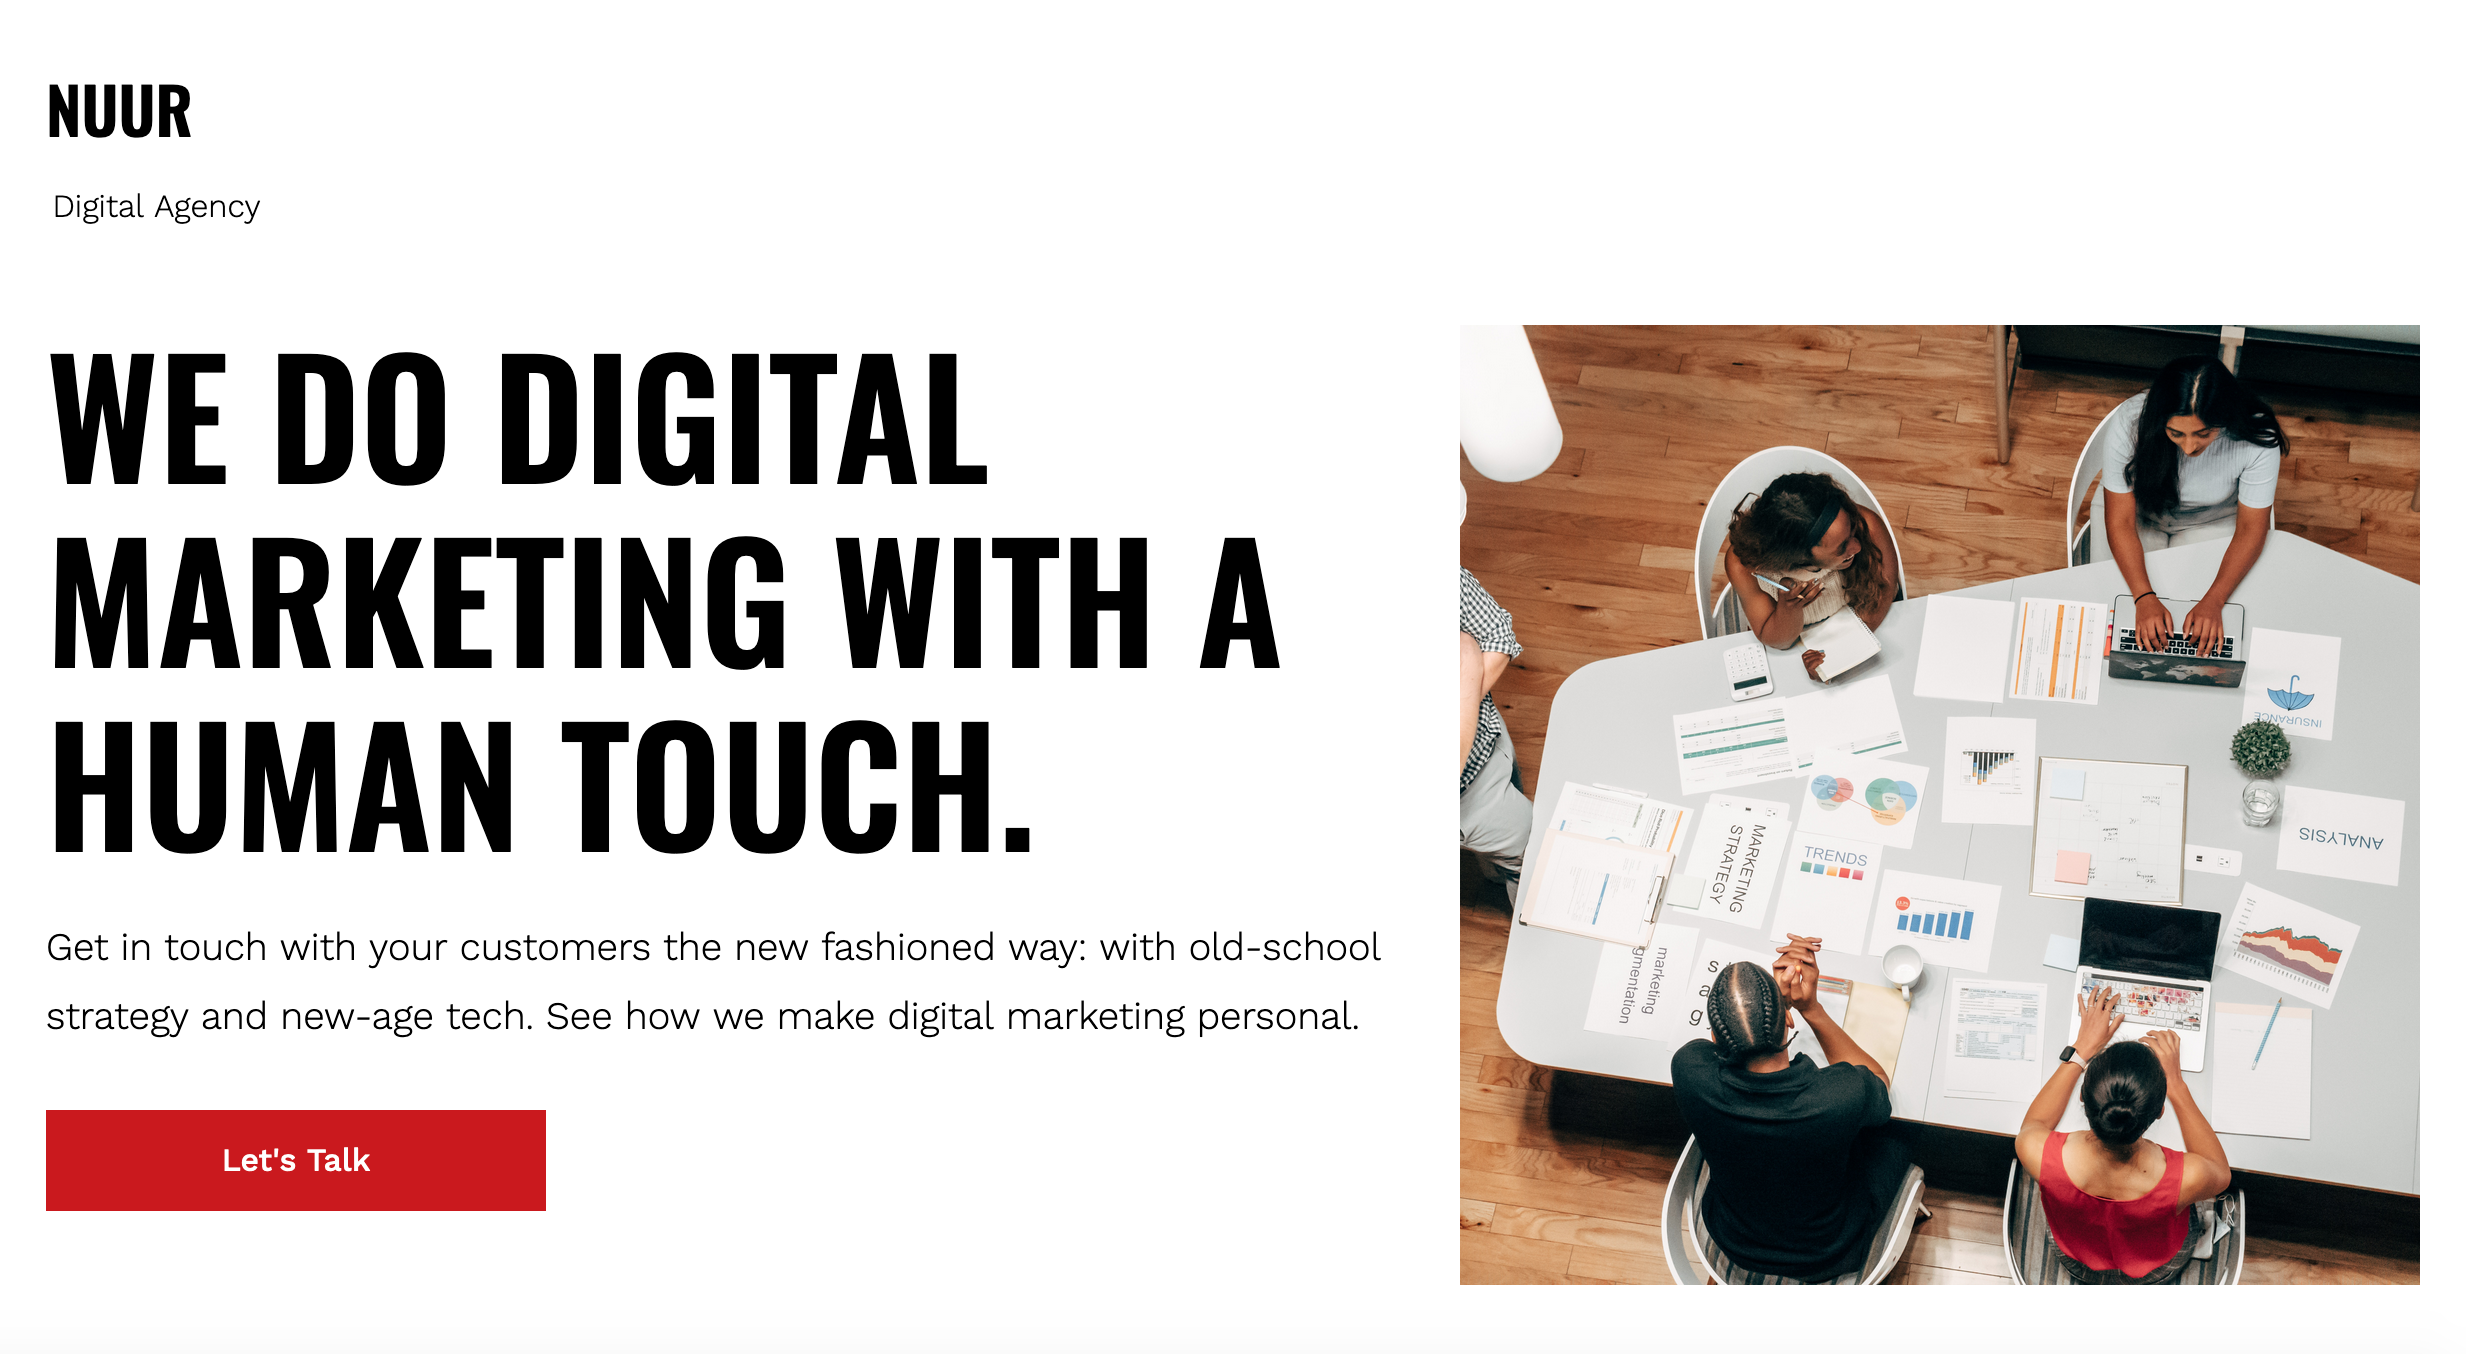 NUUR
Digital Agency
WE DO DIGITAL
MARKETING WITH A
HUMAN TOUCH.
Get in touch with your customers the new fashioned way: with old-school
strategy and new-age tech. See how we make digital marketing personal.
Let's Talk
INSURANCE
ANALYSIS
MARKETING
STRATEGY
TRENDS
marketing
gmentation